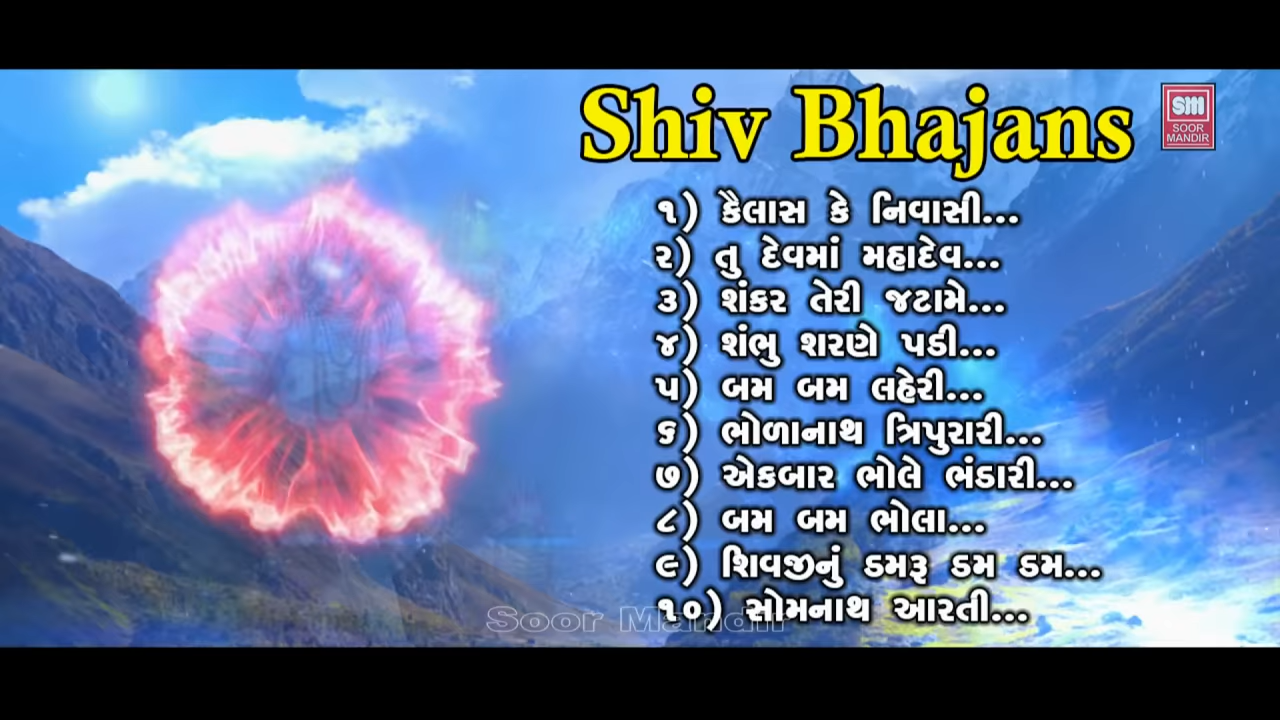 Shiv Bhajans
SM
SOOR
MANDIR
૧) કૈલાસ કે નિવાસી...
૨) તુ દેવમાં મહાદેવ...
૩) શંકર તેરી જટામે...
૪) શંભુ શરણે પડી...
૫) બમ બમ લહેરી...
૬) ભોળાનાથ ત્રિપુરારી...
૭) એકબાર ભોલે ભંડારી...
૮) બમ બમ ભોલા...
૯) શિવજીનું ડમરૂ ડમ ડમ...
૧૦) સોમનાથ આરતી...
Soor Mandir